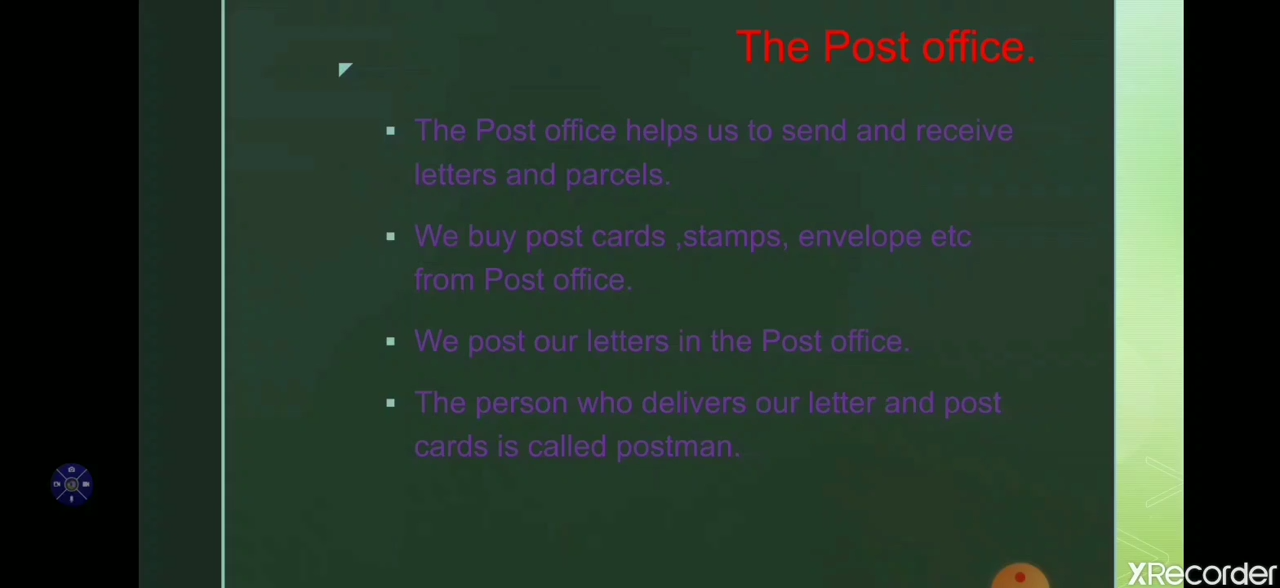 The Post office.
The Post office helps us to send and receive
letters and parcels.
We buy post cards ,stamps, envelope etc
from Post office.
We post our letters in the Post office.
The person who delivers our letter and post
cards is called postman.
XRecorder